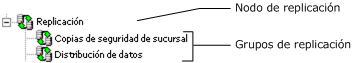 Nodo de replicación
Replicación
Copias de seguridad de sucursal
Grupos de replicación
Distribución de datos